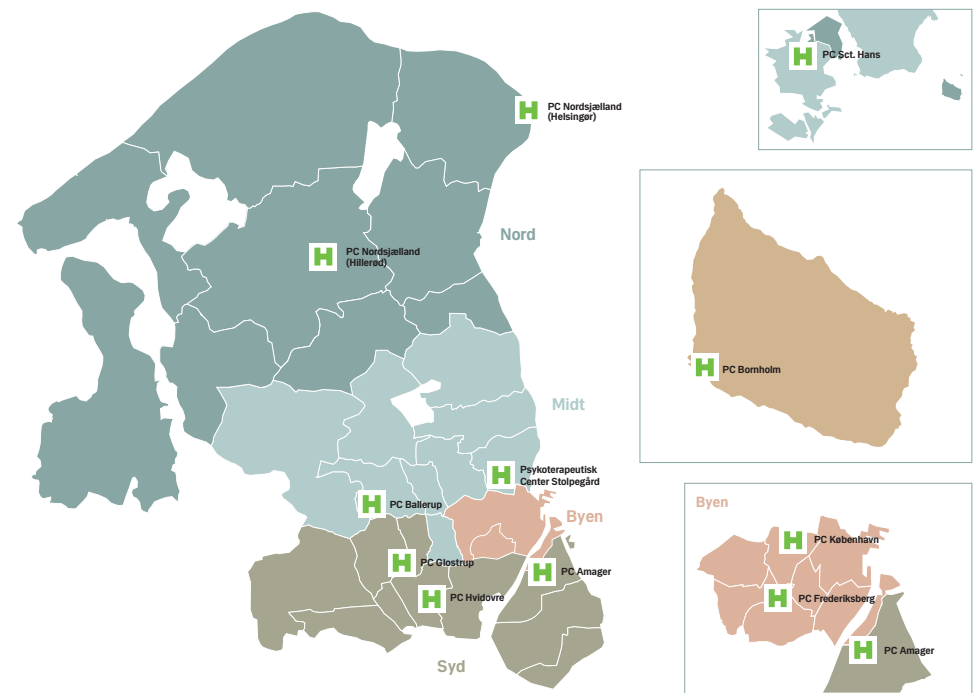 PC Nordsjælland
(Helsingør)
Nord
PC Nordsjælland
(Hillerød)
Midt
Psykoterapeutisk
Center Stolpegård
PC Ballerup
Byen
PC Glostrup
PC Amager
PC Hvidovre
Syd
PC Sct. Hans
PC Bornholm
Byen
PC København
PC Frederiksberg
PC Amager